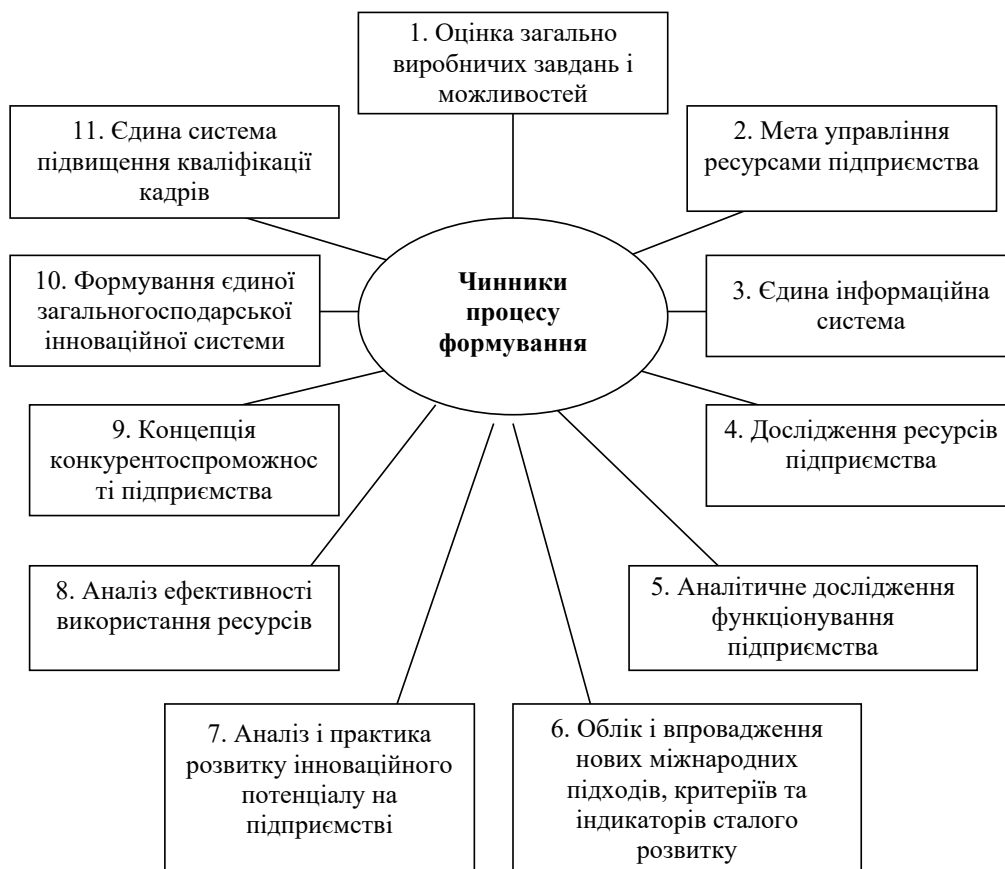 1. Оцінка загально
виробничих завдань і
можливостей
2. Мета управління
ресурсами підприємства
3. Єдина інформаційна
система
4. Дослідження ресурсів
підприємства
5. Аналітичне дослідження
функціонування
підприємства
6. Облік і впровадження
нових міжнародних
підходів, критеріїв та
індикаторів сталого
розвитку
7. Аналіз і практика
розвитку інноваційного
потенціалу на
підприємстві
8. Аналіз ефективності
використання ресурсів
9. Концепція
конкурентоспроможнос
ті підприємства
10. Формування єдиної
загальногосподарської
інноваційної системи
11. Єдина система
підвищення кваліфікації
кадрів
Чинники
процесу
формування